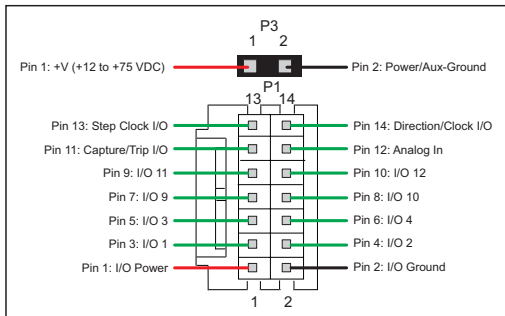 P3
1 2
Pin 1: +V (+12 to +75 VDC) Pin 2: Power/Aux-Ground
P1
13 14
Pin 13: Step Clock I/O Pin 14: Direction/Clock I/O
Pin 11: Capture/Trip I/O Pin 12: Analog In
Pin 9: I/O 11 Pin 10: I/O 12
Pin 7: I/O 9 Pin 8: I/O 10
Pin 5: I/O 3 Pin 6: I/O 4
Pin 3: I/O 1 Pin 4: I/O 2
Pin 1: I/O Power Pin 2: I/O Ground
1 2